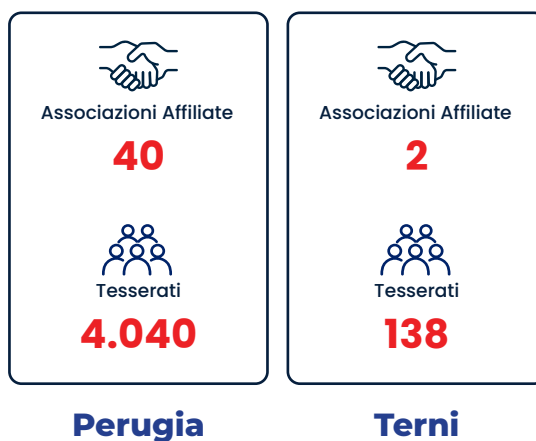 Associazioni Affiliate
40
Tesserati
4.040
Perugia
Associazioni Affiliate
2
Tesserati
138
Terni